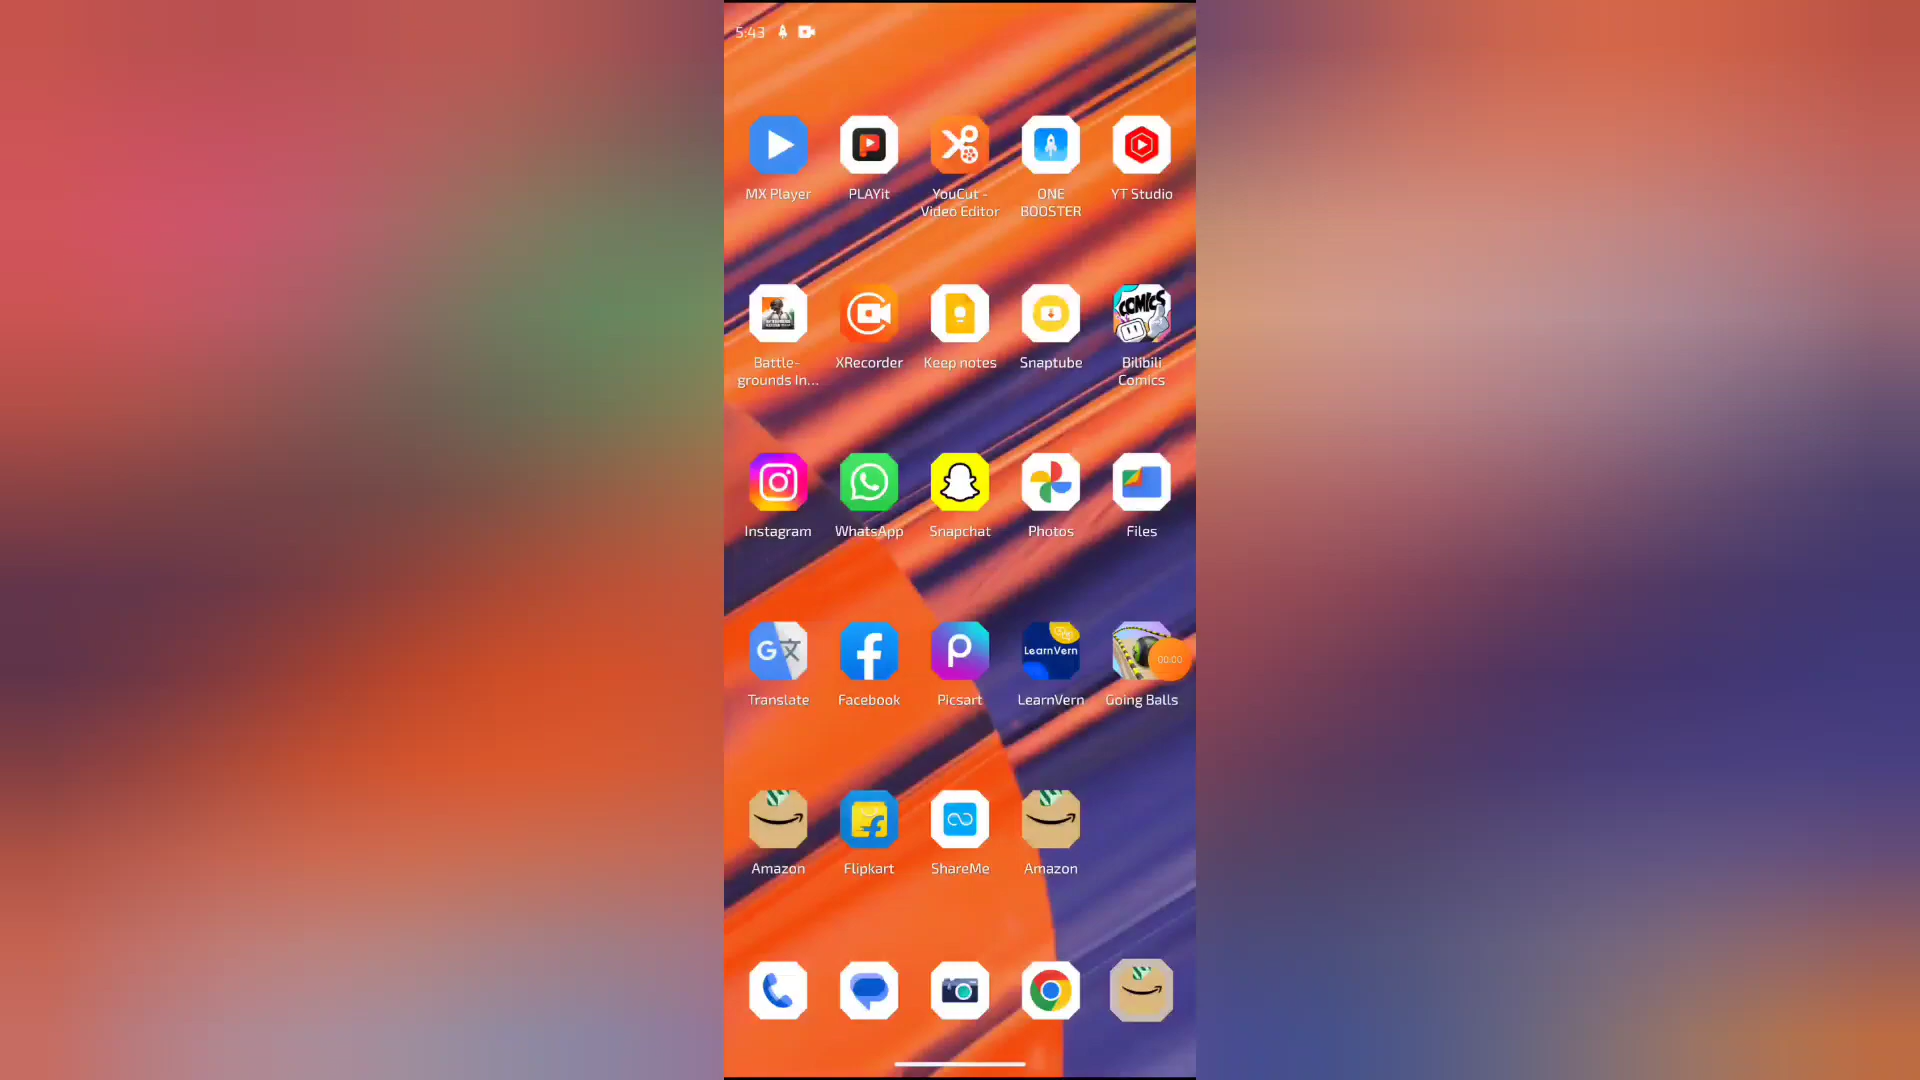 5:43
MX Player
PLAYit
YouCut -
Video Editor
ONE
BOOSTER
YT Studio
Battle-
grounds In...
XRecorder
Keep notes
Snaptube
COMICS
Bilibili
Comics
Instagram
WhatsApp
Snapchat
Photos
Files
G文
LearnVern
00:00
Translate
Facebook
Picsart
LearnVern
Going Balls
Amazon
Flipkart
ShareMe
Amazon